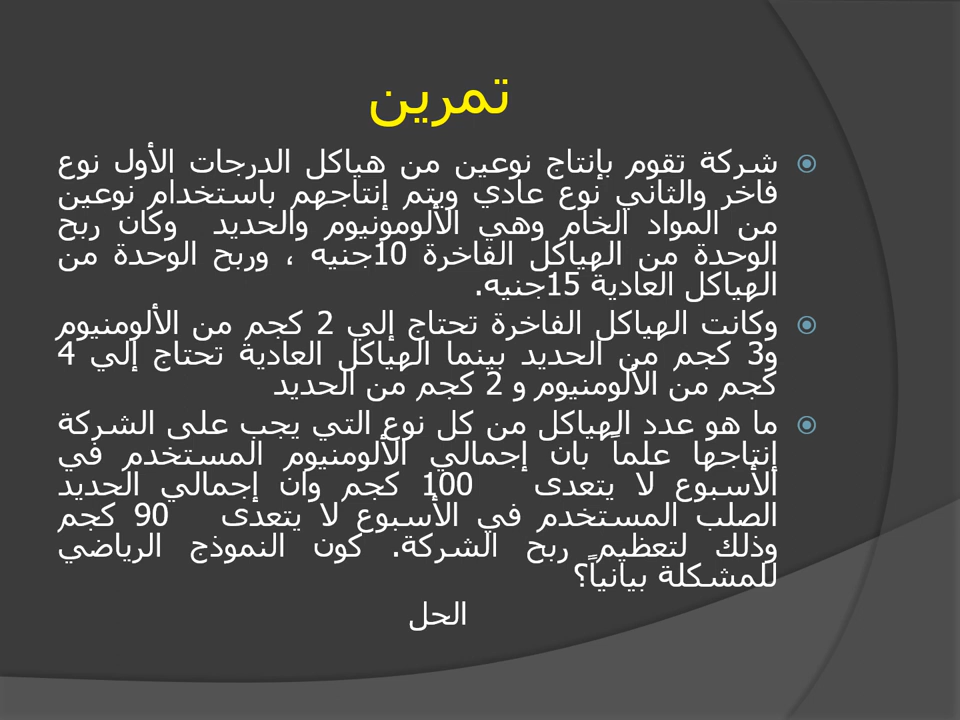 تمرين
شركة تقوم بإنتاج نوعين من هياكل الدرجات الأول نوع
فاخر والثاني نوع عادي ويتم إنتاجهم باستخدام نوعين
من المواد الخام وهي الألومونيوم والحديد وكان ربح
الوحدة من الهياكل الفاخرة 10جنيه ، وربح الوحدة من
الهياكل العادية 15جنيه.
وكانت الهياكل الفاخرة تحتاج إلي 2 كجم من الألومنيوم
و3 كجم من الحديد بينما الهياكل العادية تحتاج إلي 4
كجم من الألومنيوم و 2 كجم من الحديد
ما هو عدد الهياكل من كل نوع التي يجب على الشركة
إنتاجها علماً بان إجمالي الألومنيوم المستخدم في
الأسبوع لا يتعدى 100 كجم وان إجمالي الحديد
الصلب المستخدم في الأسبوع لا يتعدى 90 كجم
وذلك لتعظيم ربح الشركة. كون النموذج الرياضي
للمشكلة بيانياً؟
الحل